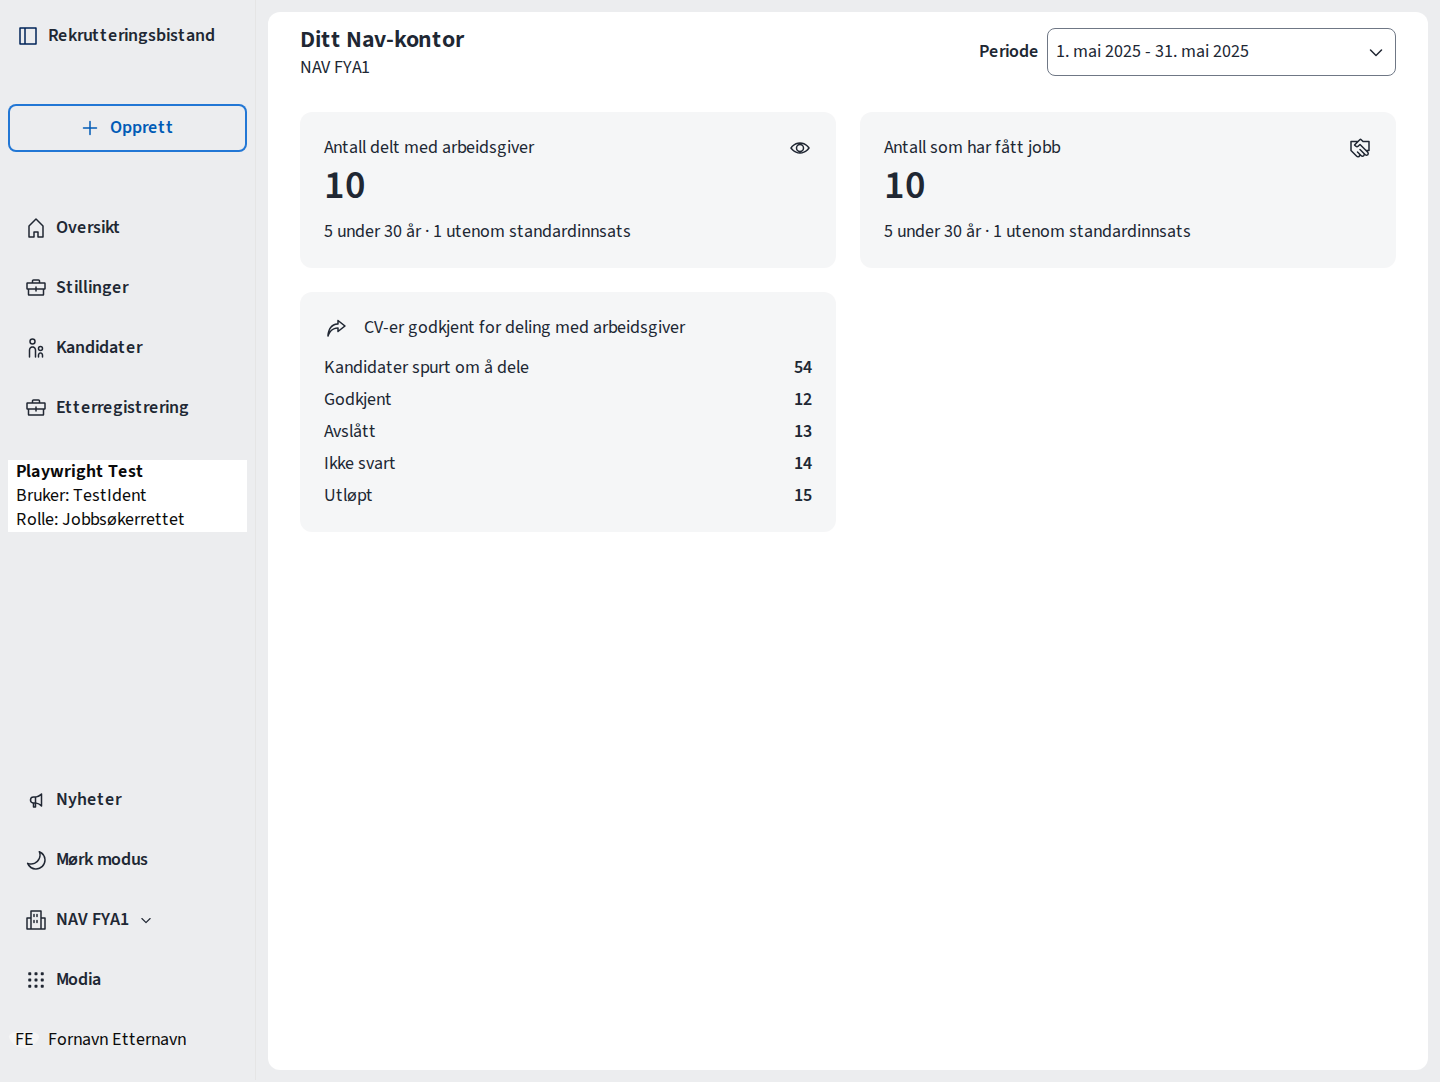 Rekrutteringsbistand
Opprett
Oversikt
Stillinger
Kandidater
Etterregistrering
Playwright Test
Bruker: TestIdent
Rolle: Jobbsøkerrettet
Nyheter
Mørk modus
NAV FYA1
Modia
FE Fornavn Etternavn
Ditt Nav-kontor
NAV FYA1
Periode 1. mai 2025 - 31. mai 2025
Antall delt med arbeidsgiver
10
5 under 30 år · 1 utenom standardinnsats
Antall som har fått jobb
10
5 under 30 år · 1 utenom standardinnsats
CV-er godkjent for deling med arbeidsgiver
Kandidater spurt om å dele 54
Godkjent 12
Avslått 13
Ikke svart 14
Utløpt 15